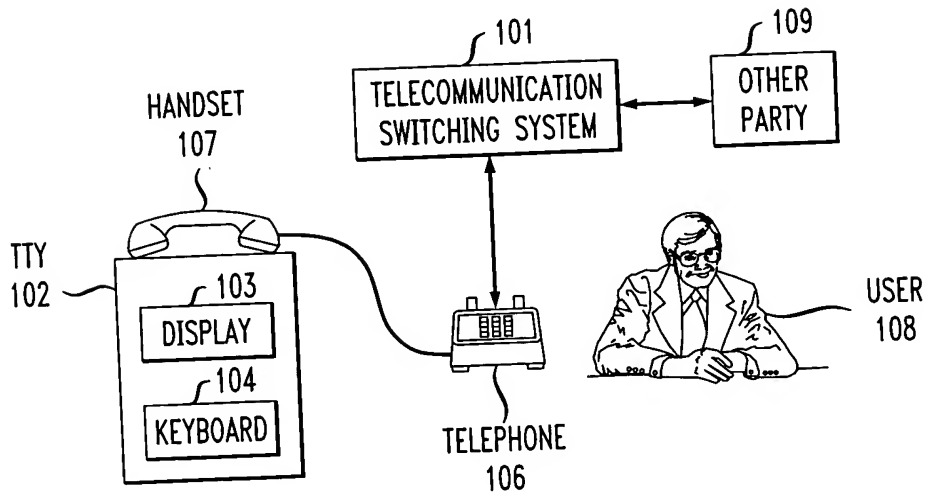 101
TELECOMMUNICATION
SWITCHING SYSTEM
109
OTHER
PARTY
HANDSET
107
TTY
102
103
DISPLAY
104
KEYBOARD
TELEPHONE
106
USER
108